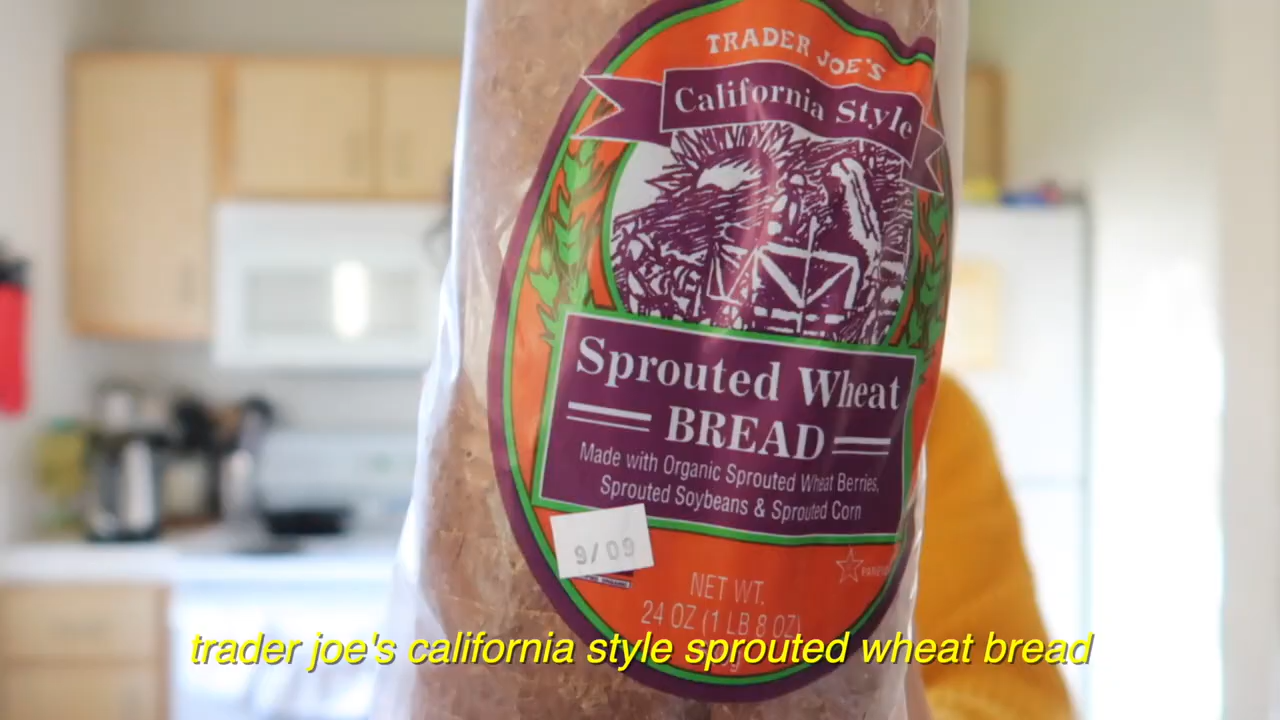 TRADER JOE'S
California Style
Sprouted Wheat
BREAD
Made with Organic Sprouted Wheat Berries,
Sprouted Soybeans & Sprouted Corn
9/09
NET WT.
24 OZ (1 LB 8 OZ)
trader joe's california style sprouted wheat bread